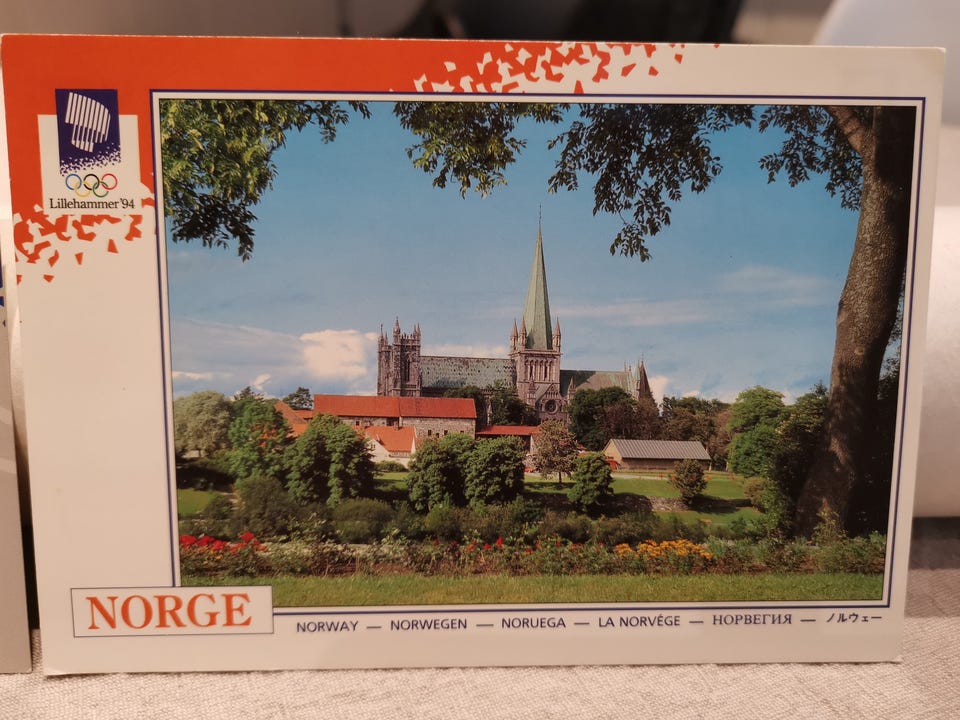 Lillehammer '94
NORGE
NORWAY — NORWEGEN — NORUEGA — LA NORVÉGE — НОРВЕГИЯ — ノルウェー